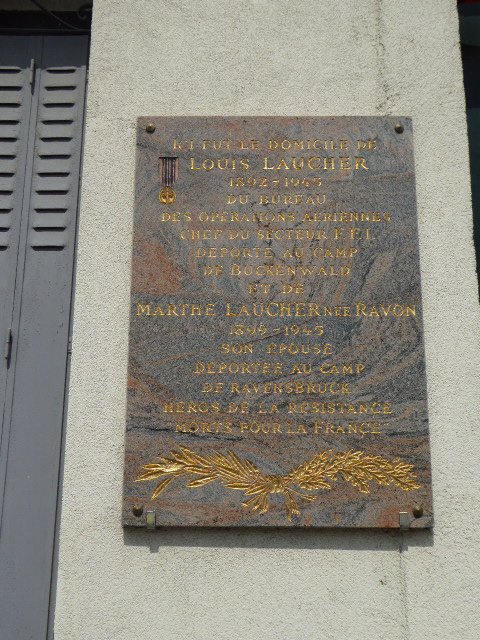 ICI FUT LE DOMICILE DE
LOUIS LAUCHER
1892-1945
DU BUREAU
DES OPÉRATIONS AÉRIENNES
CHEF DU SECTEUR F.F.I.
DÉPORTÉ AU CAMP
DE BUCKENWALD
ET DE
MARTHE LAUCHER NÉE RAVON
1899-1945
SON ÉPOUSE
DÉPORTÉE AU CAMP
DE RAVENSBRUCK
HÉROS DE LA RÉSISTANCE
MORTS POUR LA FRANCE